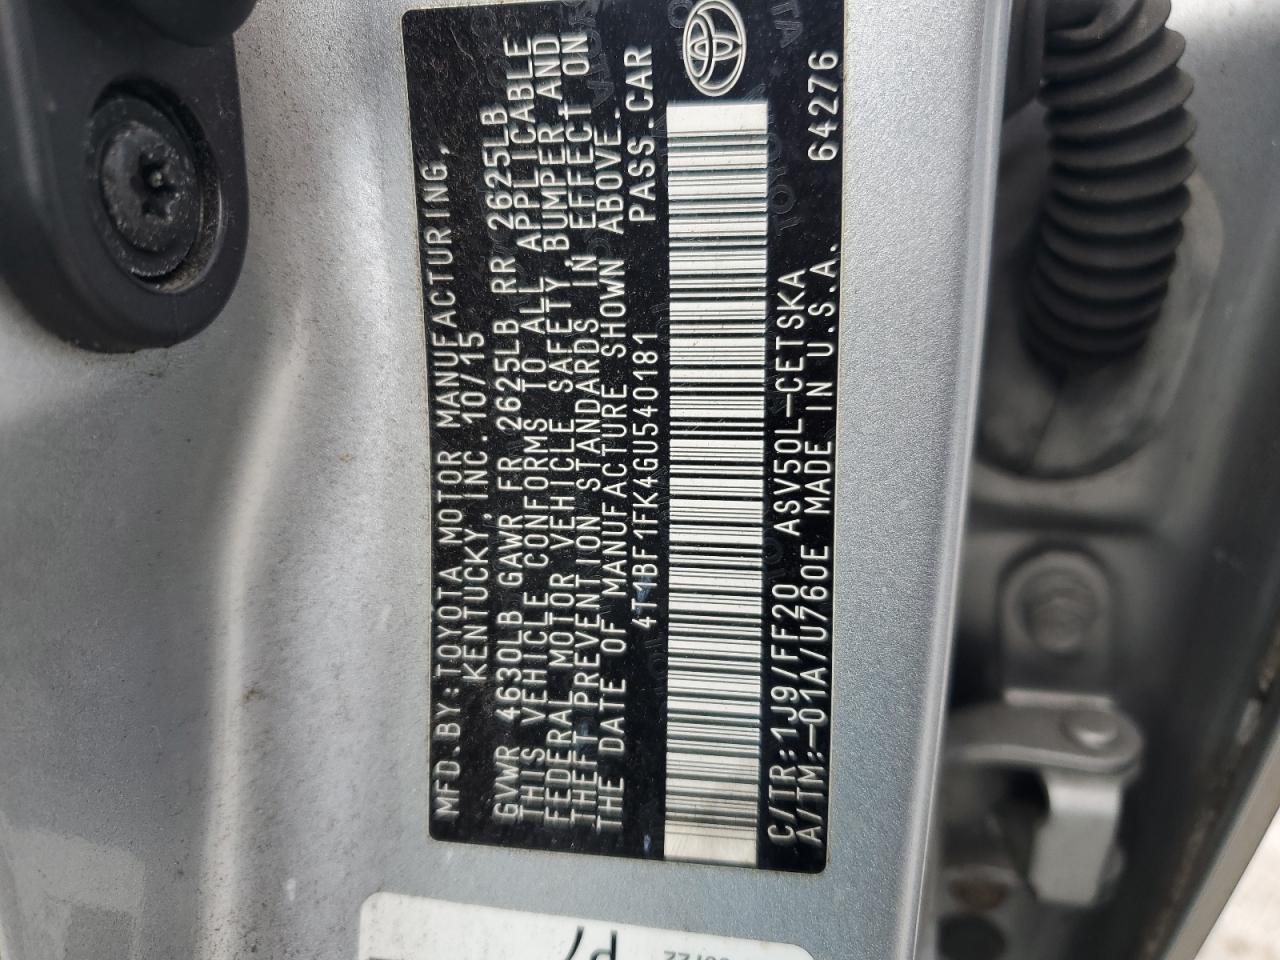 MFD.BY:TOYOTA MOTOR MANUFACTURING,
KENTUCKY,INC.10/15
GVWR 4630LB GAWR FR 2625LB RR 2625LB
THIS VEHICLE CONFORMS TO ALL APPLICABLE
FEDERAL MOTOR VEHICLE SAFETY,BUMPER AND
THEFT PREVENTION STANDARDS IN EFFECT ON
THE DATE OF MANUFACTURE SHOWN ABOVE.
4T1BF1FK4GU540181 PASS.CAR
C/TR:1J9/FF20 ASV50L-CETSKA 64276
A/TM:-01A/U760E MADE IN U.S.A.